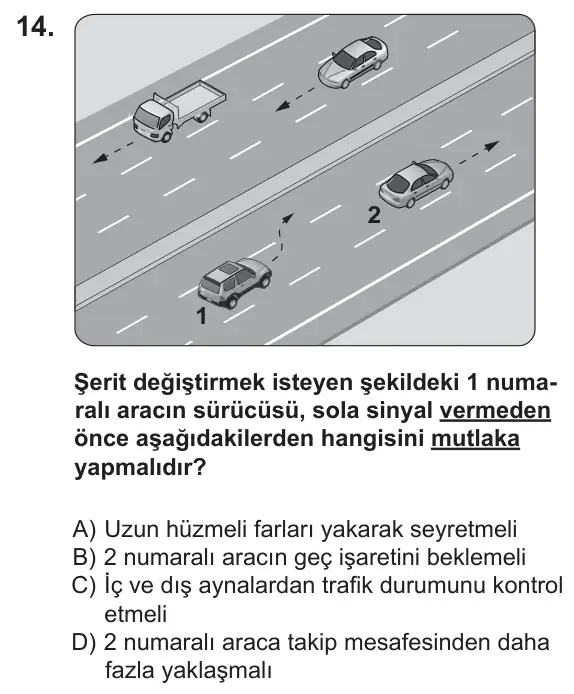 14.
2
1
Şerit değiştirmek isteyen şekildeki 1 numa-
ralı aracın sürücüsü, sola sinyal vermeden
önce aşağıdakilerden hangisini mutlaka
yapmalıdır?
A) Uzun hüzmeli farları yakarak seyretmeli
B) 2 numaralı aracın geç işaretini beklemeli
C) İç ve dış aynalardan trafik durumunu kontrol
etmeli
D) 2 numaralı araca takip mesafesinden daha
fazla yaklaşmalı